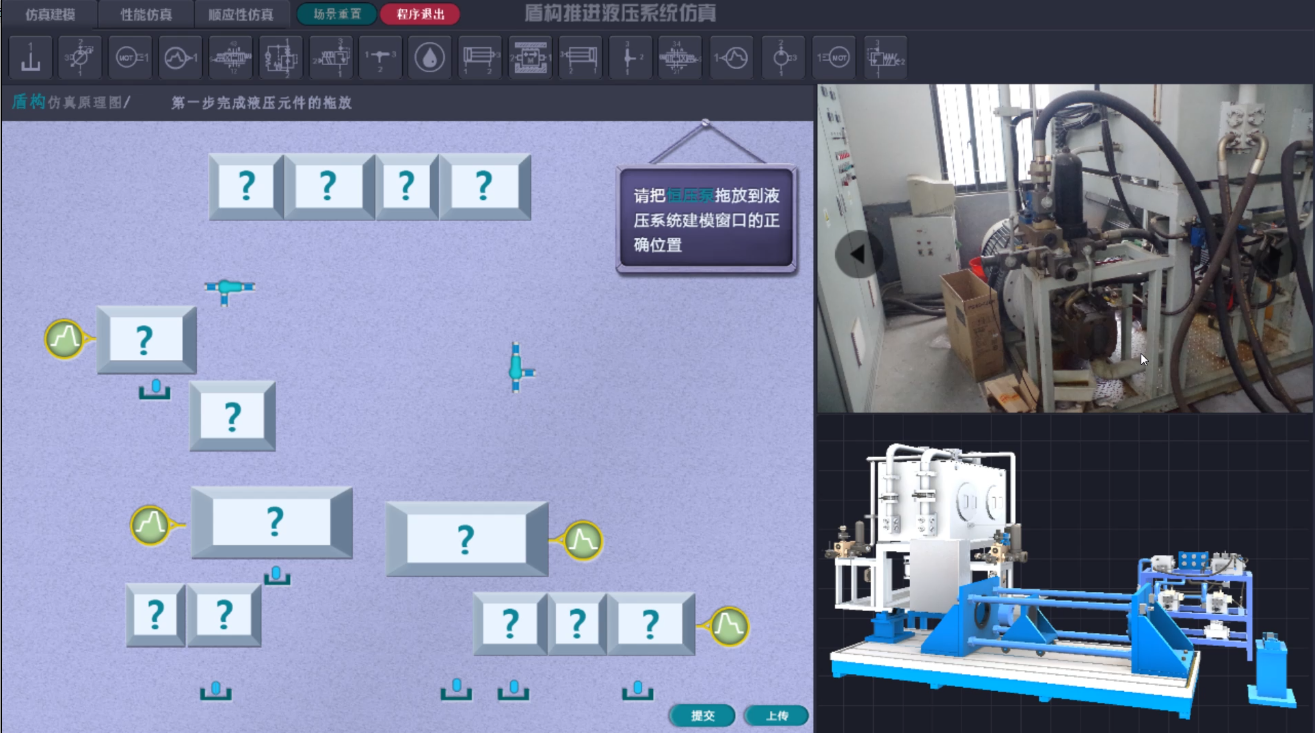 仿真建模
性能仿真
顺应性仿真
场景重置
程序退出
盾构推进液压系统仿真
盾构仿真原理图/
第一步完成液压元件的拖放
? ? ? ?
请把恒压泵拖放到液
压系统建模窗口的正
确位置
?
?
?
?
? ?
? ? ?
提交
上传